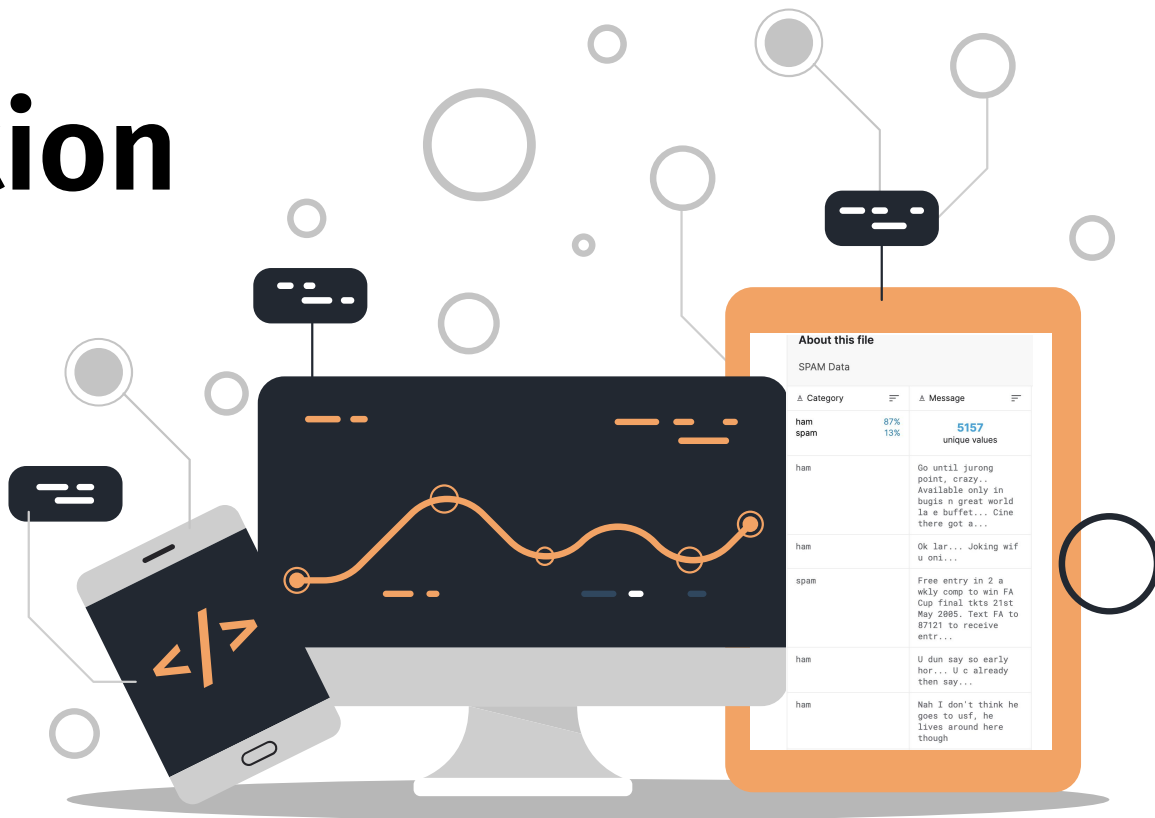 ion
About this file
SPAM Data
Category
Message
ham 87%
spam 13%
5157
unique values
ham
Go until jurong
point, crazy..
Available only in
bugis n great world
la e buffet... Cine
there got a...
ham
Ok lar... Joking wif
u oni...
spam
Free entry in 2 a
wkly comp to win FA
Cup final tkts 21st
May 2005. Text FA to
87121 to receive
entr...
ham
U dun say so early
hor... U c already
then say...
ham
Nah I don't think he
goes to usf, he
lives around here
though
</>